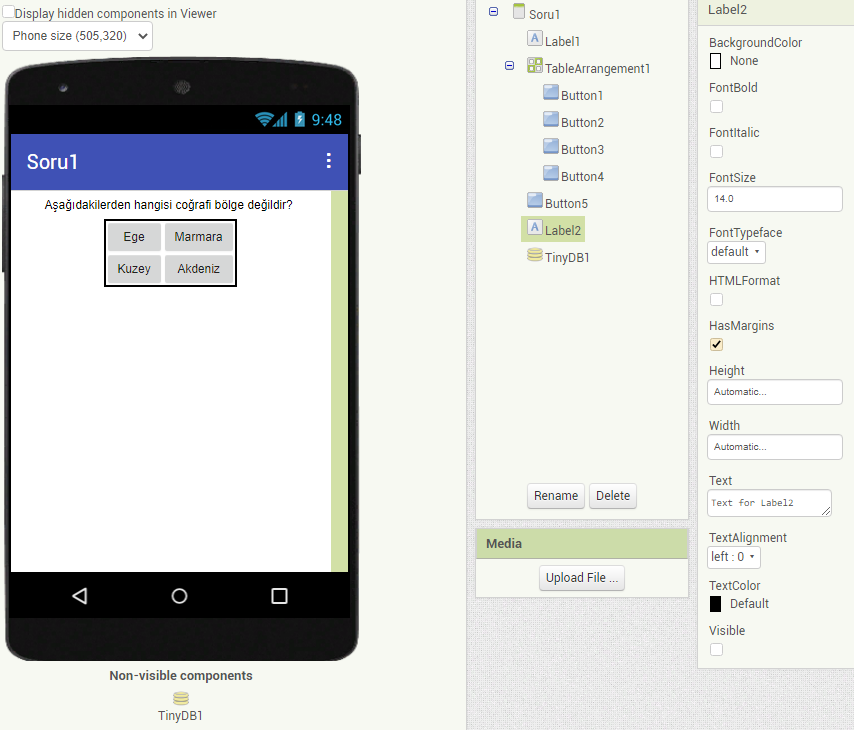 Display hidden components in Viewer
Phone size (505,320)
9:48
Soru1
Aşağıdakilerden hangisi coğrafi bölge değildir?
Ege Marmara
Kuzey Akdeniz
Non-visible components
TinyDB1
Soru1
A Label1
TableArrangement1
Button1
Button2
Button3
Button4
Button5
A Label2
TinyDB1
Rename Delete
Media
Upload File ...
Label2
BackgroundColor
None
FontBold
FontItalic
FontSize
14.0
FontTypeface
default
HTMLFormat
HasMargins
Height
Automatic...
Width
Automatic...
Text
Text for Label2
TextAlignment
left : 0
TextColor
Default
Visible